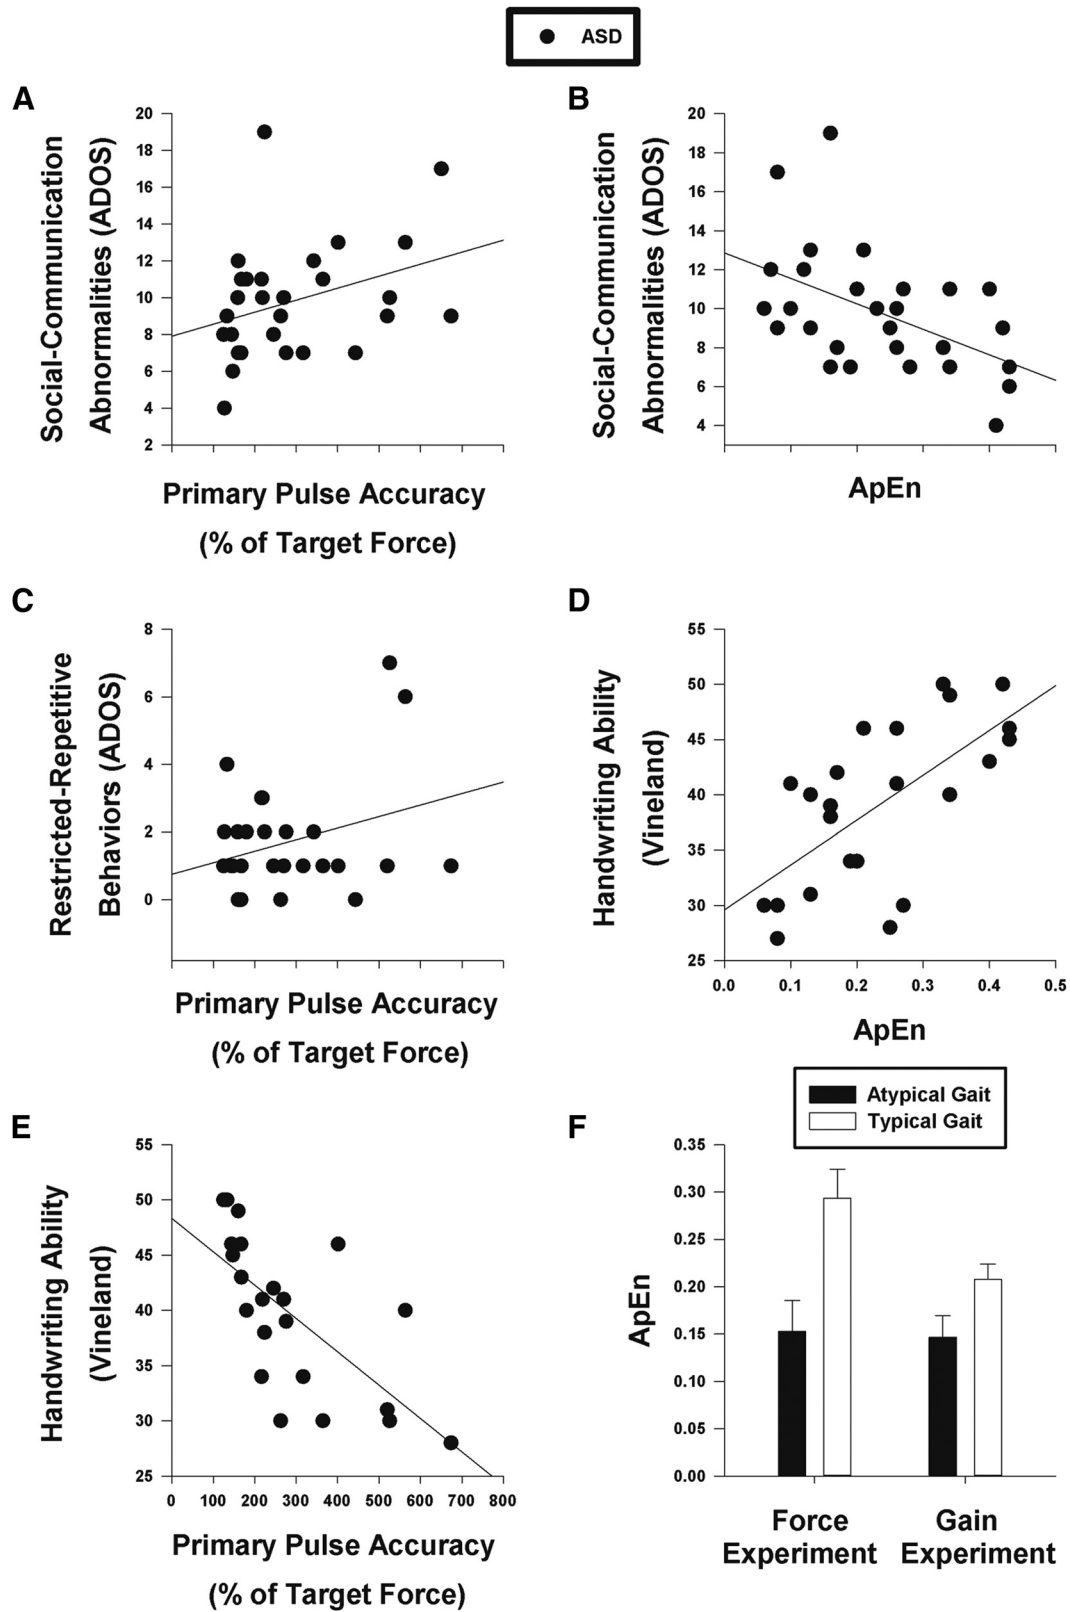 ASD
A
20
18
16
14
12
10
8
6
4
2
Social-Communication
Abnormalities (ADOS)
Primary Pulse Accuracy
(% of Target Force)
B
20
18
16
14
12
10
8
6
4
Social-Communication
Abnormalities (ADOS)
ApEn
C
8
6
4
2
0
Restricted-Repetitive
Behaviors (ADOS)
Primary Pulse Accuracy
(% of Target Force)
D
55
50
45
40
35
30
25
Handwriting Ability
(Vineland)
0.0 0.1 0.2 0.3 0.4 0.5
ApEn
E
55
50
45
40
35
30
25
Handwriting Ability
(Vineland)
0 100 200 300 400 500 600 700 800
Primary Pulse Accuracy
(% of Target Force)
F
Atypical Gait
Typical Gait
0.35
0.30
0.25
0.20
0.15
0.10
0.05
0.00
ApEn
Force
Experiment
Gain
Experiment